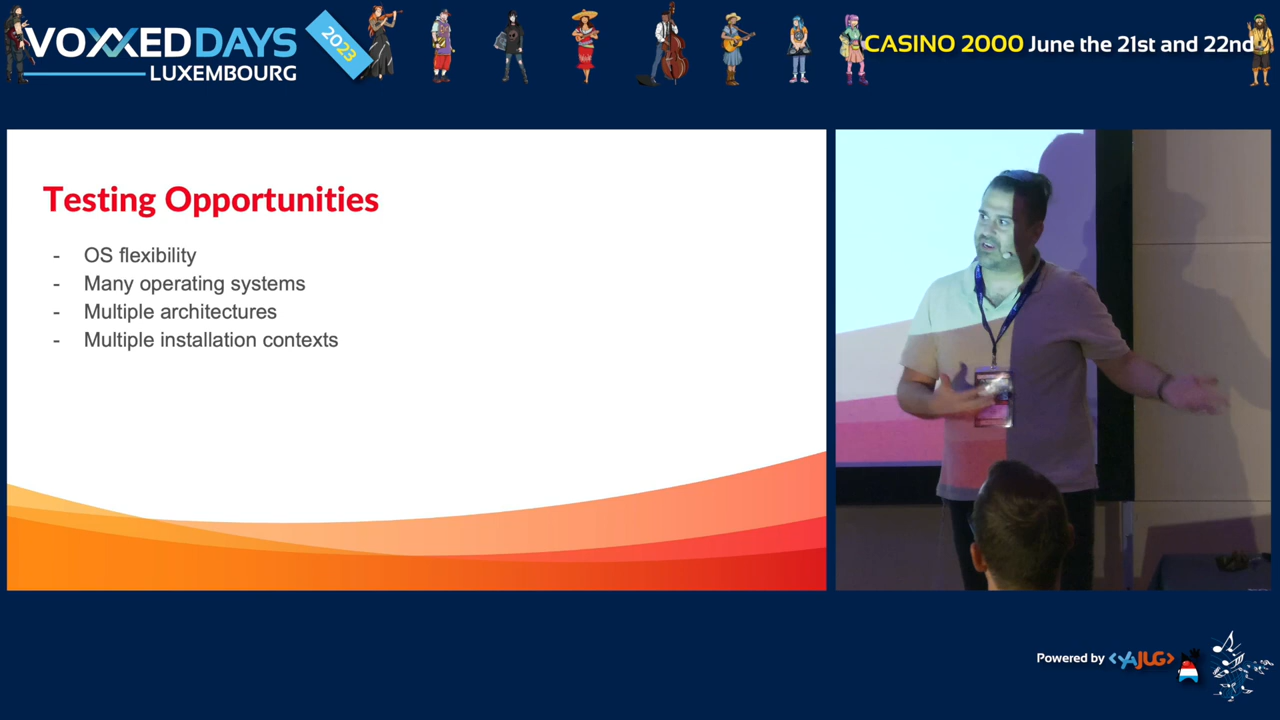 VOXXEDDAYS
LUXEMBOURG
2023
CASINO 2000 June the 21st and 22nd
Testing Opportunities
- OS flexibility
- Many operating systems
- Multiple architectures
- Multiple installation contexts
Powered by <YAJUG>